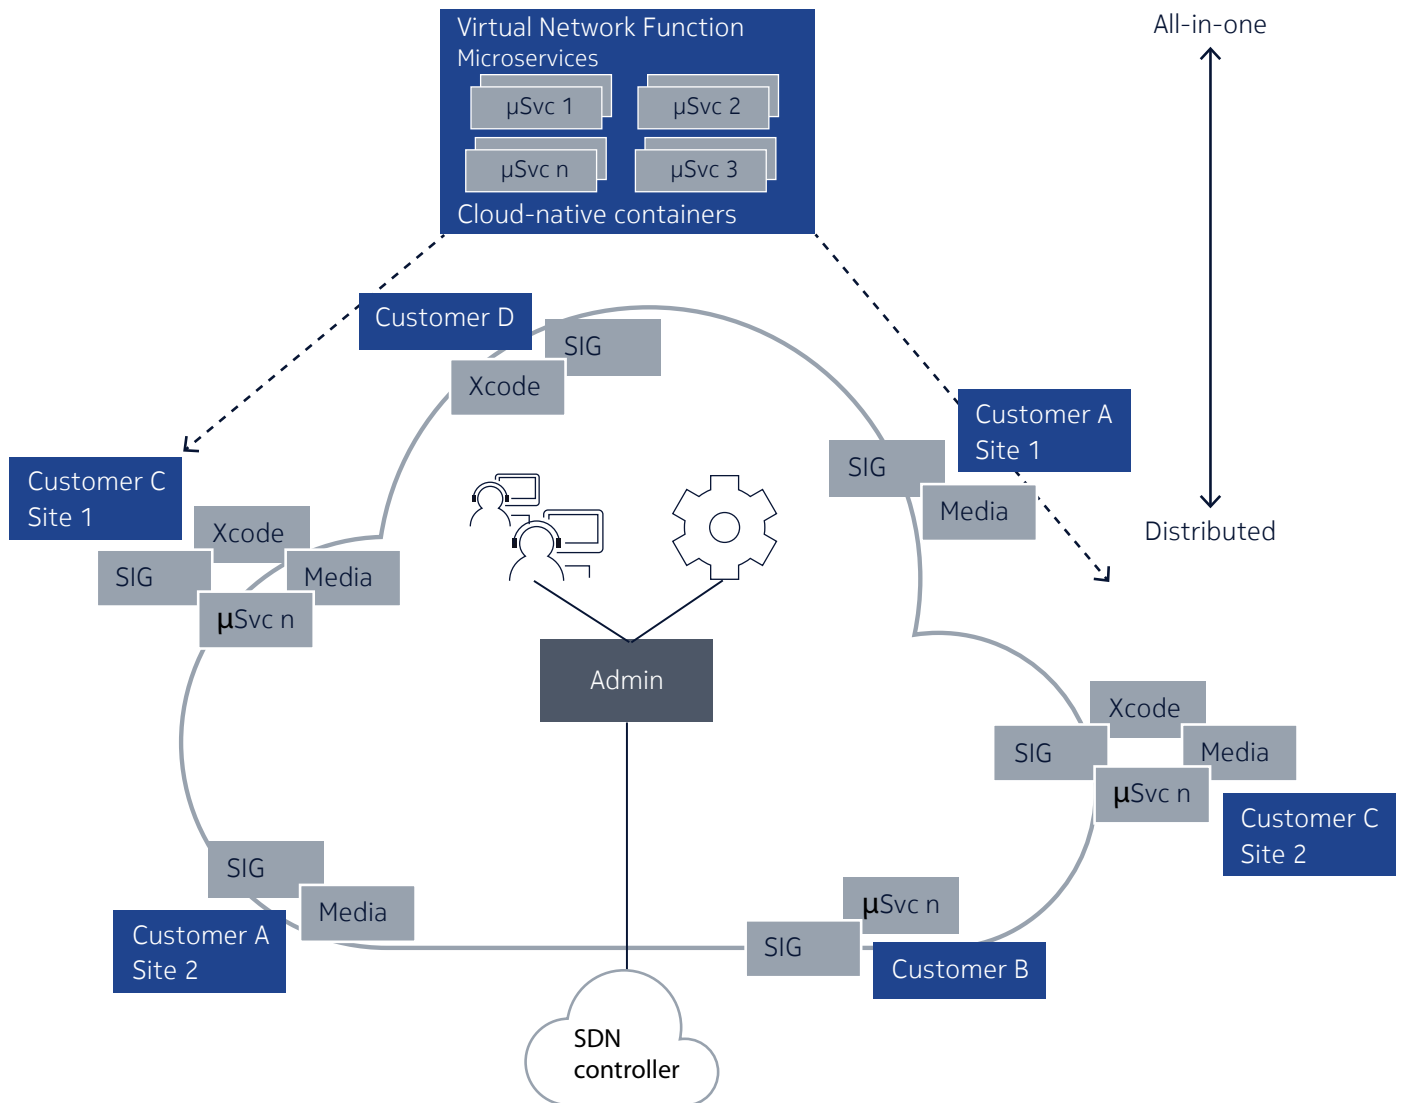 Virtual Network Function
Microservices
µSvc 1
µSvc 2
µSvc n
µSvc 3
Cloud-native containers
All-in-one
Distributed
Customer D
SIG
Xcode
Customer A
Site 1
SIG
Media
Customer C
Site 1
Xcode
SIG
Media
µSvc n
Admin
Xcode
SIG
Media
µSvc n
Customer C
Site 2
SIG
Media
Customer A
Site 2
µSvc n
SIG
Customer B
SDN
controller